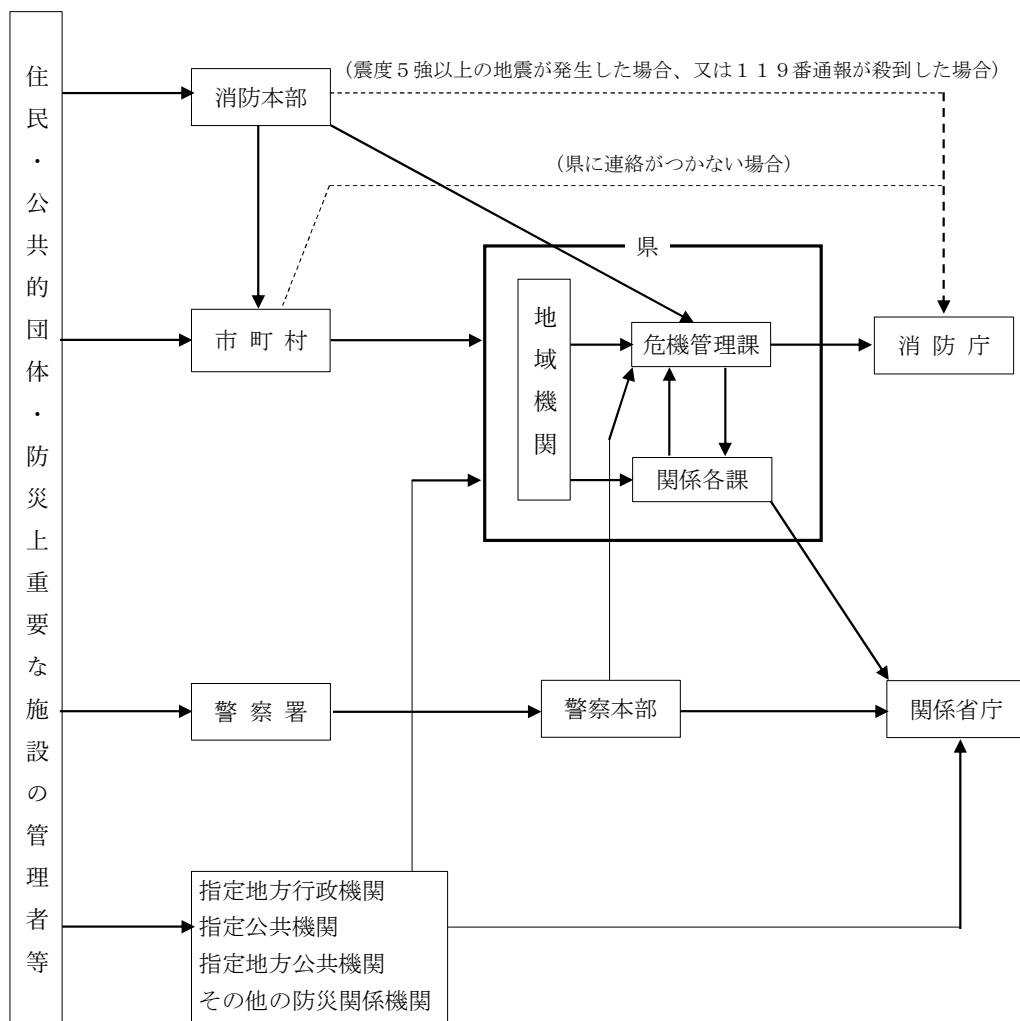 住民・公共的団体・防災上重要な施設の管理者等
(震度５強以上の地震が発生した場合、又は１１９番通報が殺到した場合)
消防本部
(県に連絡がつかない場合)
県
地域機関
市町村
危機管理課
消防庁
関係各課
警察署
警察本部
関係省庁
指定地方行政機関
指定公共機関
指定地方公共機関
その他の防災関係機関